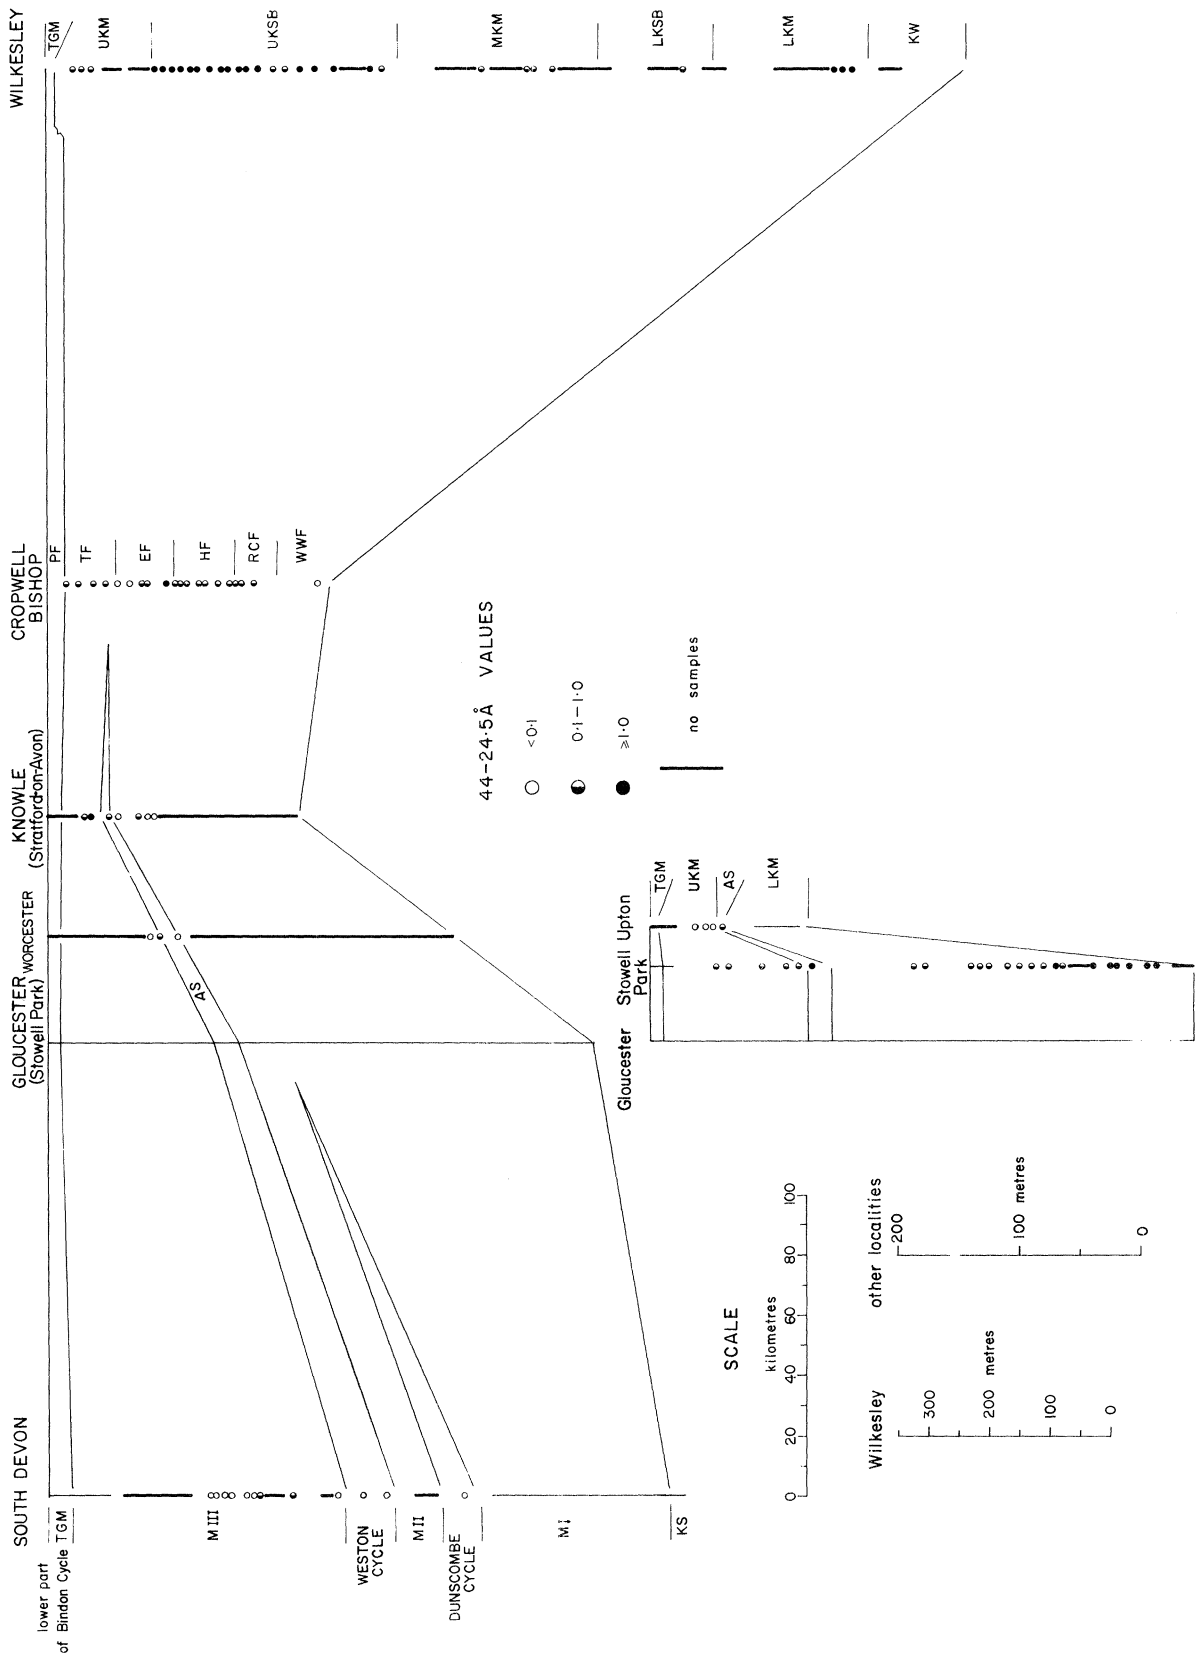 SOUTH DEVON
GLOUCESTER
(Stowell Park)
WORCESTER
KNOWLE
(Stratford-on-Avon)
CROPWELL
BISHOP
WILKESLEY
lower part
of Bindon Cycle
TGM
M III
WESTON
CYCLE
M II
DUNSCOMBE
CYCLE
M I
KS
AS
PF
TF
EF
HF
RCF
WWF
TGM
UKM
UKSB
MKM
LKSB
LKM
KW
44–24·5Å VALUES
<0·1
0·1–1·0
⩾1·0
no samples
Gloucester
Stowell
Park
Upton
TGM
UKM
AS
LKM
SCALE
kilometres
0 20 40 60 80 100
Wilkesley
300
200 metres
100
0
other localities
200
100 metres
0